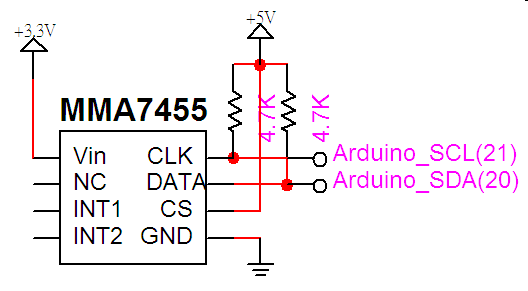 +3.3V
+5V
MMA7455
4.7K
4.7K
Vin CLK
NC DATA
INT1 CS
INT2 GND
Arduino_SCL(21)
Arduino_SDA(20)